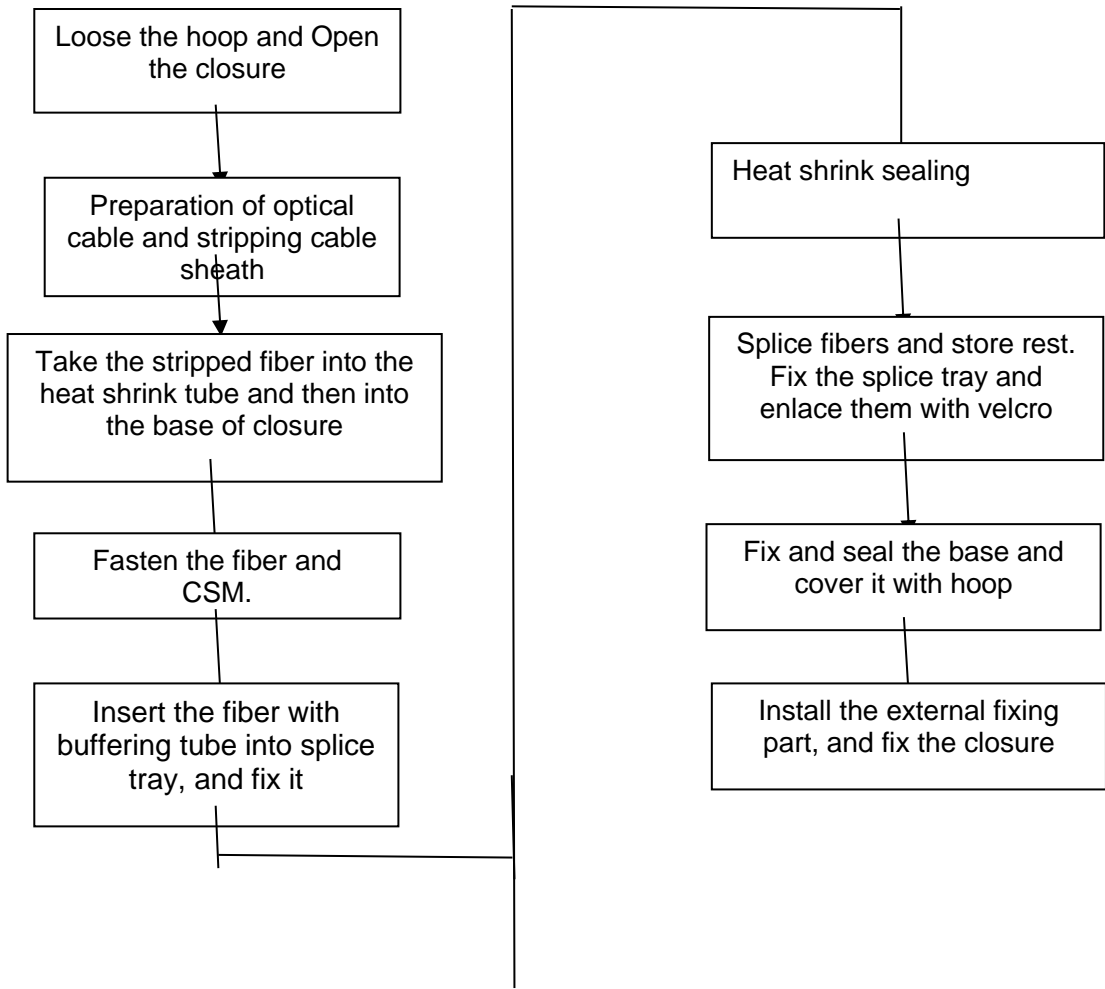 Loose the hoop and Open
the closure
Preparation of optical
cable and stripping cable
sheath
Take the stripped fiber into the
heat shrink tube and then into
the base of closure
Fasten the fiber and
CSM.
Insert the fiber with
buffering tube into splice
tray, and fix it
Heat shrink sealing
Splice fibers and store rest.
Fix the splice tray and
enlace them with velcro
Fix and seal the base and
cover it with hoop
Install the external fixing
part, and fix the closure